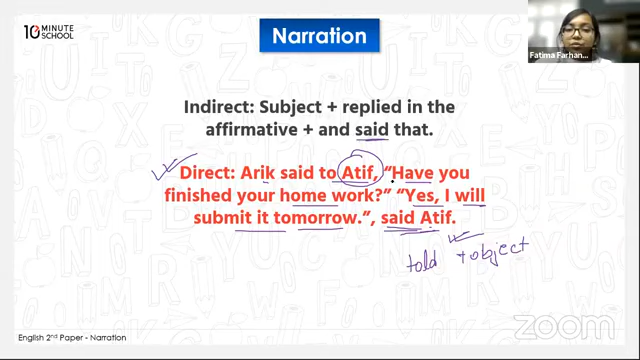 10 MINUTE
SCHOOL
Narration
Fatima Farhan...
Indirect: Subject + replied in the
affirmative + and said that.
Direct: Arik said to Atif, “Have you
finished your home work?” “Yes, I will
submit it tomorrow.”, said Atif.
told + object
English 2nd Paper - Narration
zoom